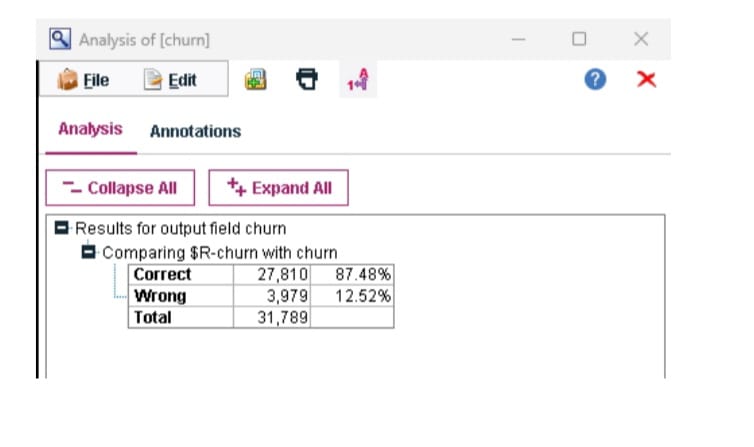 Analysis of [churn]
File Edit
Analysis Annotations
Collapse All Expand All
Results for output field churn
Comparing $R-churn with churn
Correct 27,810 87.48%
Wrong 3,979 12.52%
Total 31,789